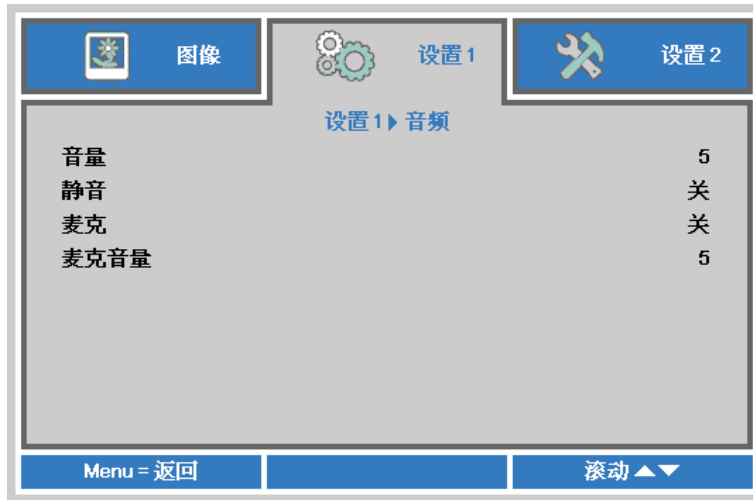 图像 设置1 设置2
设置1▶音频
音量 5
静音 关
麦克 关
麦克音量 5
Menu = 返回 滚动▲▼